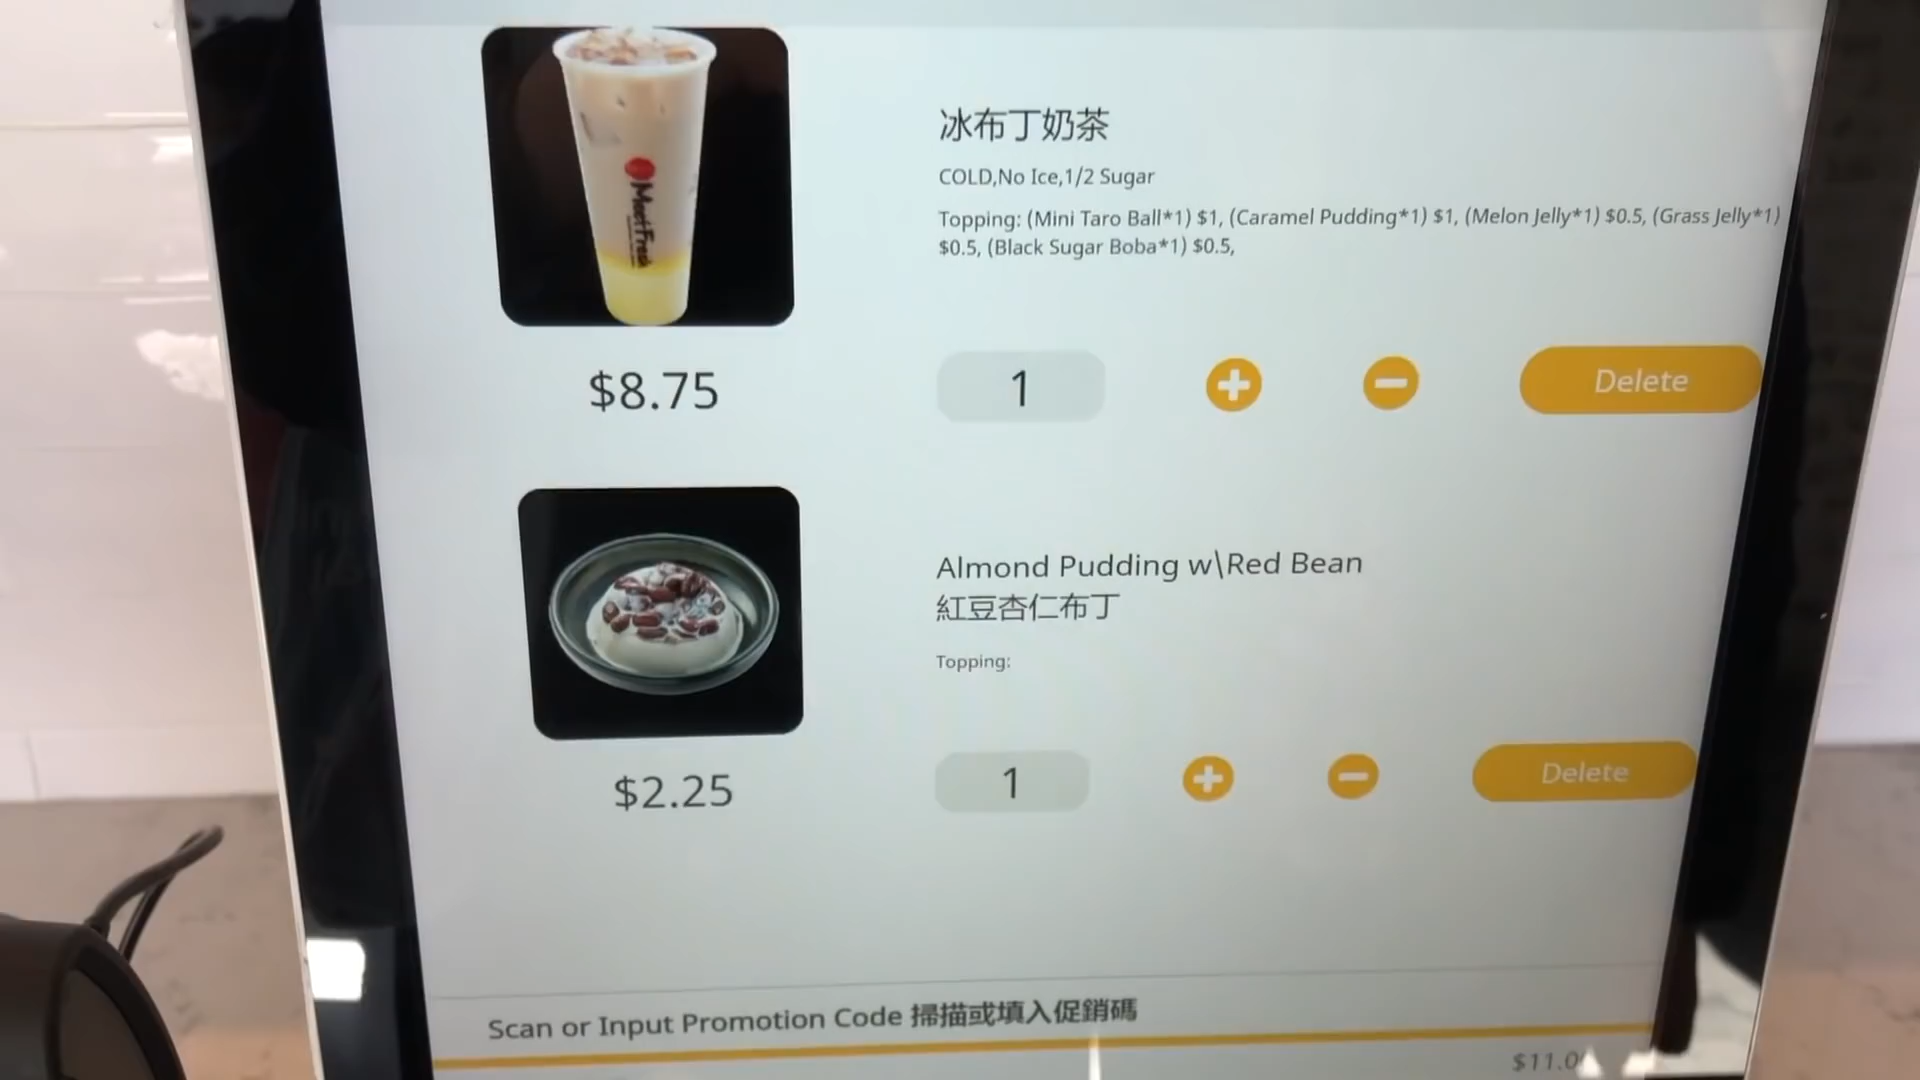 MeetFresh
冰布丁奶茶
COLD,No Ice,1/2 Sugar
Topping: (Mini Taro Ball*1) $1, (Caramel Pudding*1) $1, (Melon Jelly*1) $0.5, (Grass Jelly*1)
$0.5, (Black Sugar Boba*1) $0.5,
$8.75
1
Delete
Almond Pudding w\Red Bean
紅豆杏仁布丁
Topping:
$2.25
1
Delete
Scan or Input Promotion Code 掃描或填入促銷碼